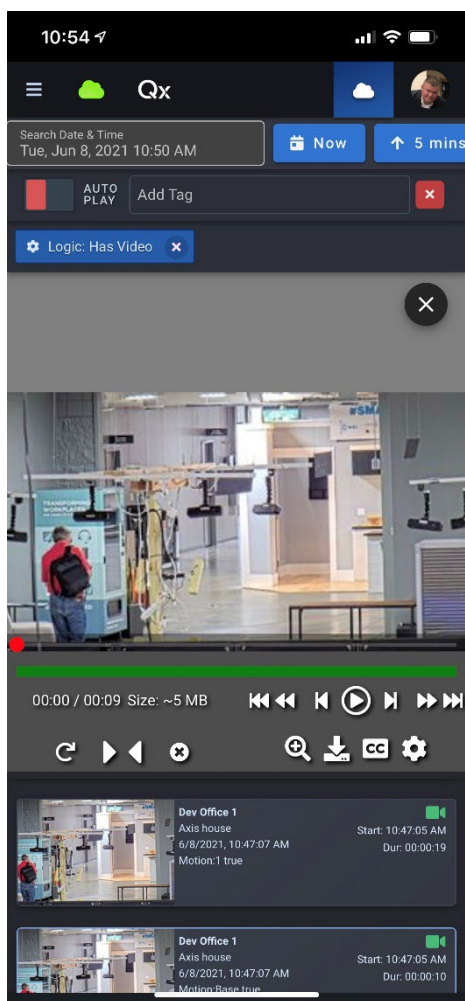 10:54
Qx
Search Date & Time
Tue, Jun 8, 2021 10:50 AM
Now
5 mins
AUTO
PLAY
Add Tag
Logic: Has Video
#SMA
TRANSFORMING
WORKPLACES
00:00 / 00:09 Size: ~5 MB
CC
Dev Office 1
Axis house
Start: 10:47:05 AM
6/8/2021, 10:47:07 AM
Dur: 00:00:19
Motion:1 true
Dev Office 1
Axis house
Start: 10:47:05 AM
6/8/2021, 10:47:07 AM
Dur: 00:00:10
Motion:Base true